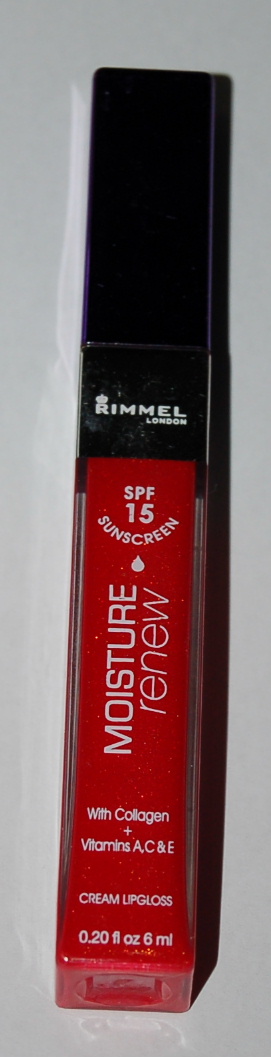 RIMMEL
LONDON
SPF
15
SUNSCREEN
MOISTURE
renew
With Collagen
+
Vitamins A,C & E
CREAM LIPGLOSS
0.20 fl oz 6 ml